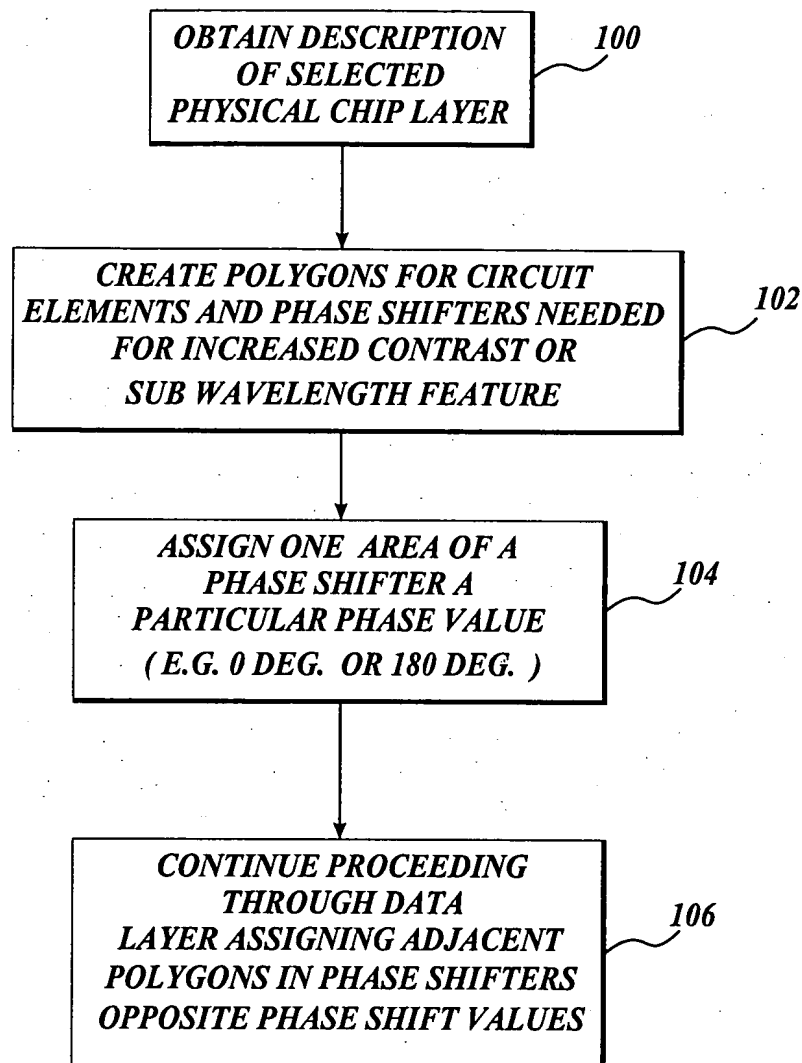 OBTAIN DESCRIPTION
OF SELECTED
PHYSICAL CHIP LAYER
100
CREATE POLYGONS FOR CIRCUIT
ELEMENTS AND PHASE SHIFTERS NEEDED
FOR INCREASED CONTRAST OR
SUB WAVELENGTH FEATURE
102
ASSIGN ONE AREA OF A
PHASE SHIFTER A
PARTICULAR PHASE VALUE
( E.G. 0 DEG. OR 180 DEG. )
104
CONTINUE PROCEEDING
THROUGH DATA
LAYER ASSIGNING ADJACENT
POLYGONS IN PHASE SHIFTERS
OPPOSITE PHASE SHIFT VALUES
106